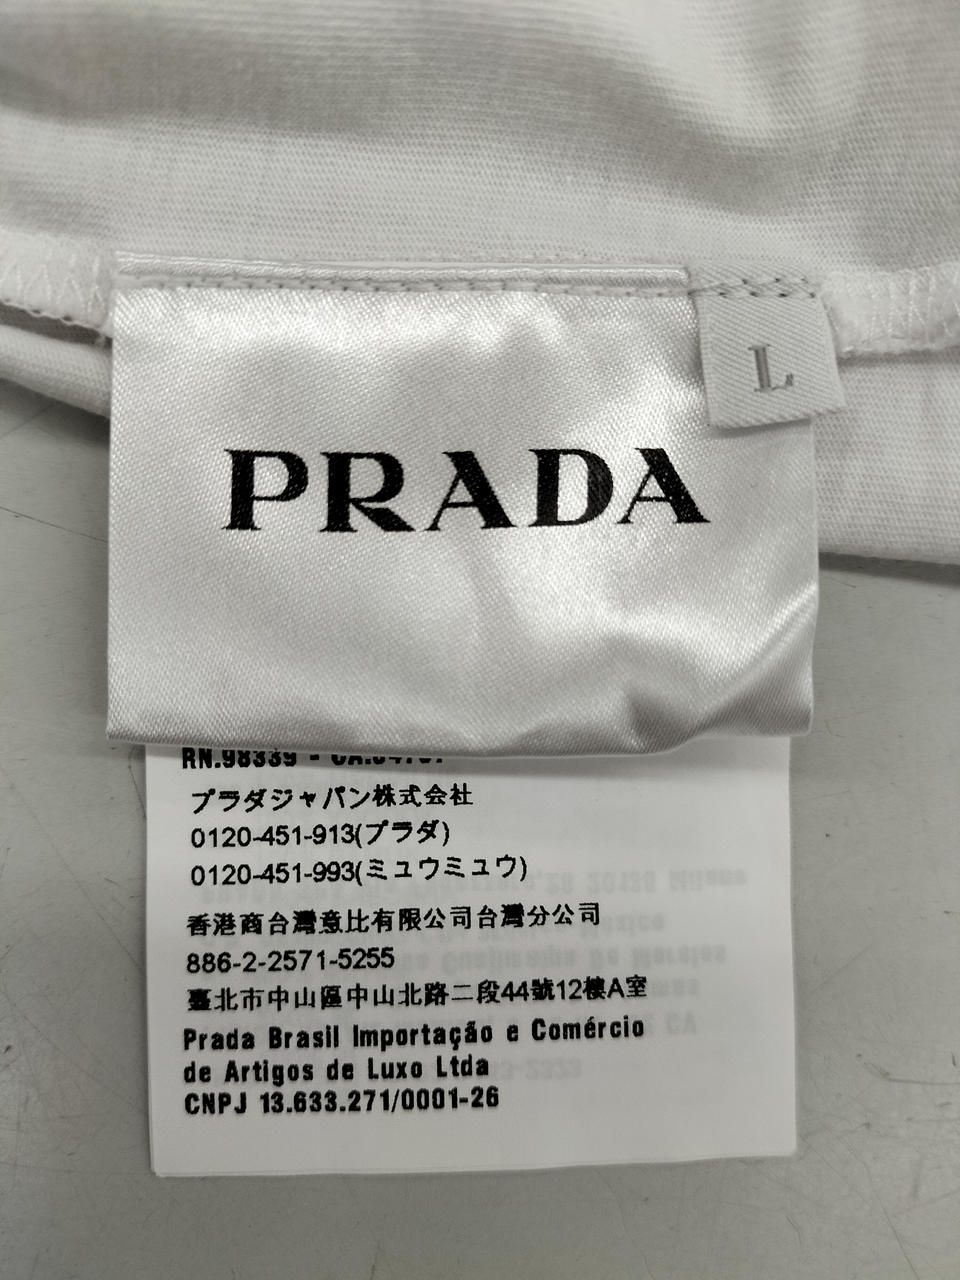 PRADA
L
RN.98339 - CA.
プラダジャパン株式会社
0120-451-913(プラダ)
0120-451-993(ミュウミュウ)
香港商台灣意比有限公司台灣分公司
886-2-2571-5255
臺北市中山區中山北路二段44號12樓A室
Prada Brasil Importação e Comércio
de Artigos de Luxo Ltda
CNPJ 13.633.271/0001-26